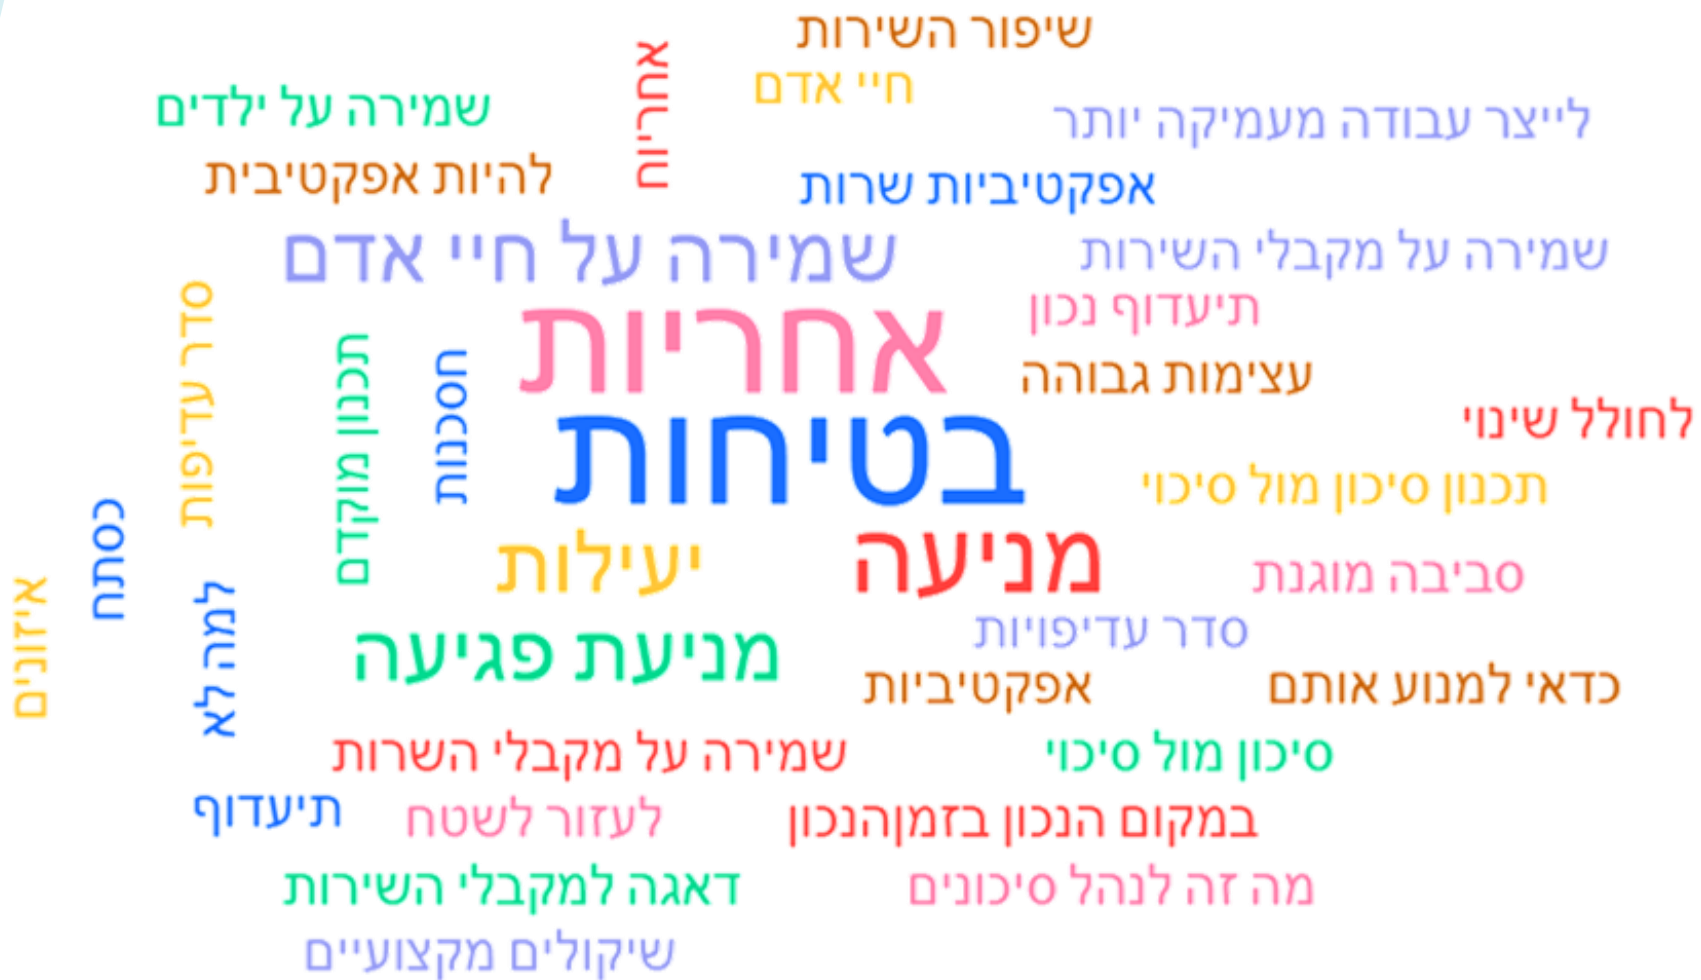 שיפור השירות
אחריוח
חיי אדם
שמירה על ילדים
לייצר עבודה מעמיקה יותר
להיות אפקטיבית
אפקטיביות שרות
שמירה על חיי אדם
שמירה על מקבלי השירות
סדר עדיפות
אחריות
תיעדוף נכון
תכנון מוקדם
חסכנות
עצימות גבוהה
לחולל שינוי
בטיחות
תכנון סיכון מול סיכוי
כסתח
יעילות
מניעה
סביבה מוגנת
איזונים
למה לא
סדר עדיפויות
מניעת פגיעה
אפקטיביות
כדאי למנוע אותם
שמירה על מקבלי השרות
סיכון מול סיכוי
תיעדוף
לעזור לשטח
במקום הנכון בזמןהנכון
דאגה למקבלי השירות
מה זה לנהל סיכונים
שיקולים מקצועיים